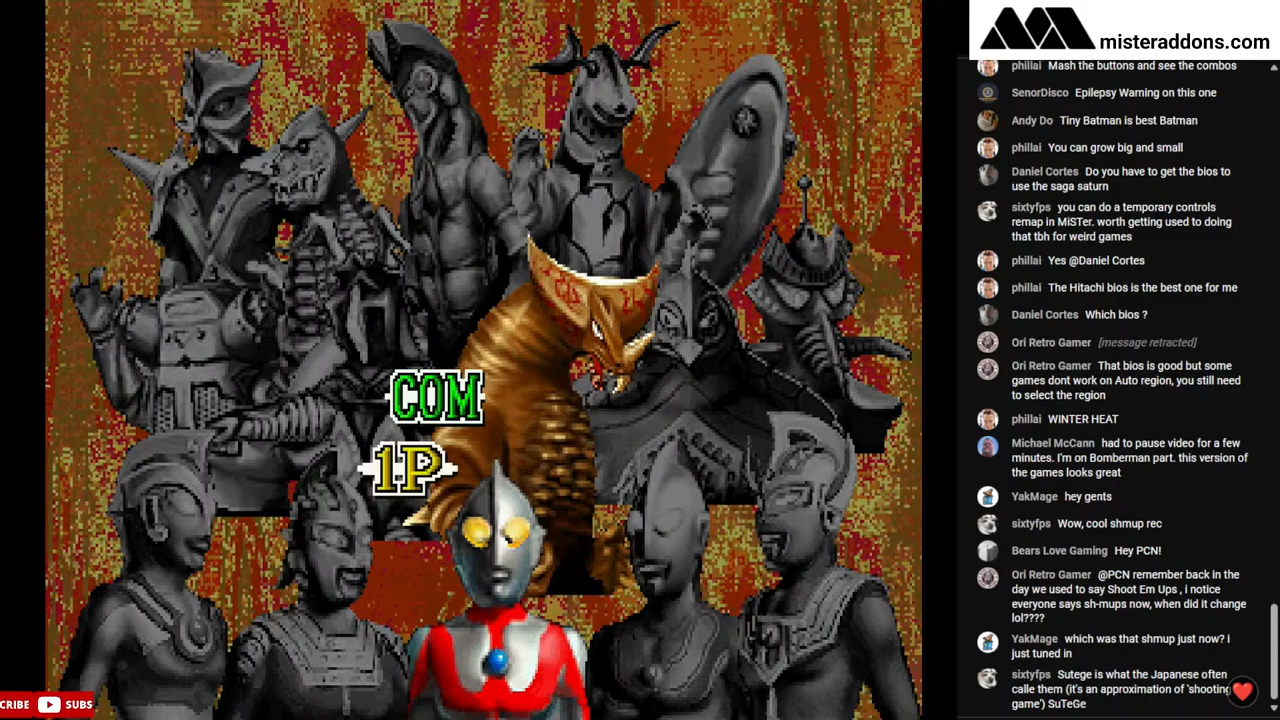 misteraddons.com
phillai Mash the buttons and see the combos
SenorDisco Epilepsy Warning on this one
Andy Do Tiny Batman is best Batman
phillai You can grow big and small
Daniel Cortes Do you have to get the bios to
use the saga saturn
sixtyfps you can do a temporary controls
remap in MiSTer. worth getting used to doing
that tbh for weird games
phillai Yes @Daniel Cortes
phillai The Hitachi bios is the best one for me
Daniel Cortes Which bios ?
Ori Retro Gamer [message retracted]
Ori Retro Gamer That bios is good but some
games dont work on Auto region, you still need
to select the region
phillai WINTER HEAT
Michael McCann had to pause video for a few
minutes. I'm on Bomberman part. this version of
the games looks great
YakMage hey gents
sixtyfps Wow, cool shmup rec
Bears Love Gaming Hey PCN!
Ori Retro Gamer @PCN remember back in the
day we used to say Shoot Em Ups , i notice
everyone says sh-mups now, when did it change
lol????
YakMage which was that shmup just now? i
just tuned in
sixtyfps Sutege is what the Japanese often
calle them (it's an approximation of 'shooting
game') SuTeGe
COM
1P
CRIBE SUBS